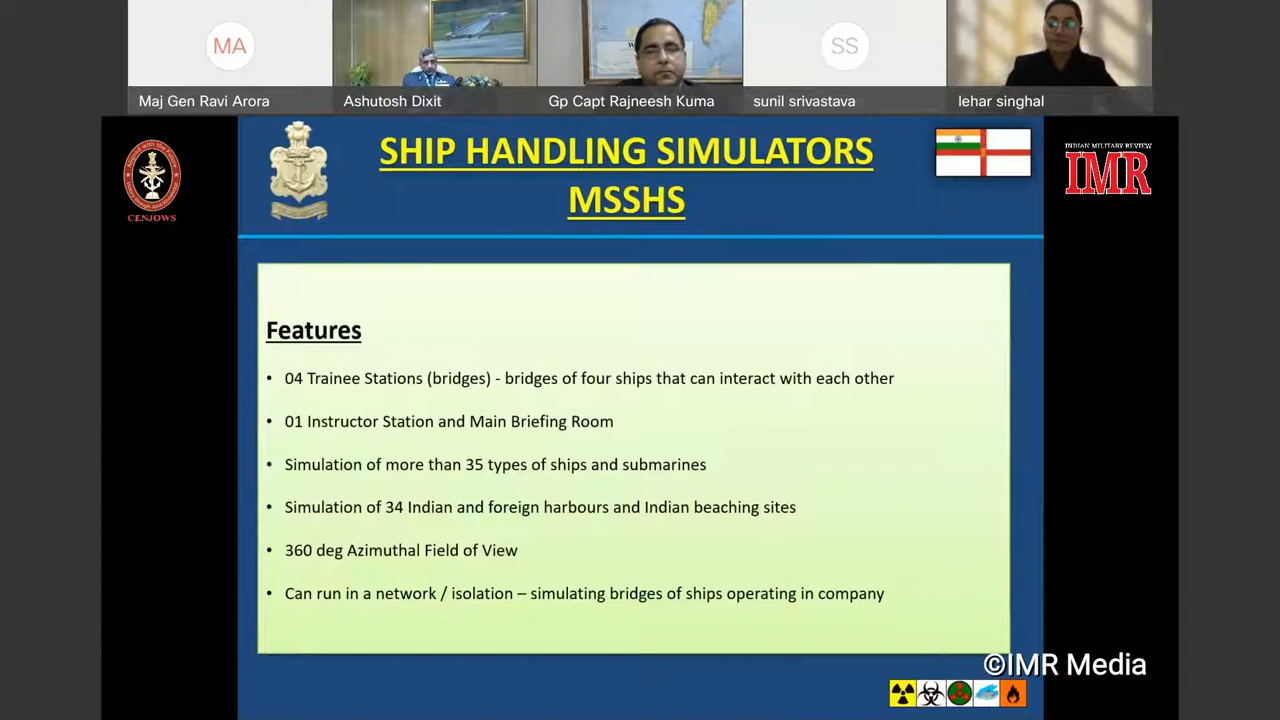 MA
SS
Maj Gen Ravi Arora
Ashutosh Dixit
Gp Capt Rajneesh Kuma
sunil srivastava
lehar singhal
SHIP HANDLING SIMULATORS
MSSHS
CENJOWS
INDIAN MILITARY REVIEW
IMR
Features
• 04 Trainee Stations (bridges) - bridges of four ships that can interact with each other
• 01 Instructor Station and Main Briefing Room
• Simulation of more than 35 types of ships and submarines
• Simulation of 34 Indian and foreign harbours and Indian beaching sites
• 360 deg Azimuthal Field of View
• Can run in a network / isolation – simulating bridges of ships operating in company
©IMR Media